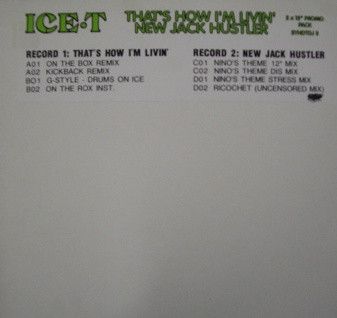 ICE-T
THAT'S HOW I'M LIVIN'
NEW JACK HUSTLER
2 x 12" PROMO
PACK
RECORD 1: THAT'S HOW I'M LIVIN'
A01 ON THE BOX REMIX
A02 KICKBACK REMIX
BO1 G-STYLE - DRUMS ON ICE
B02 ON THE ROX INST.
RECORD 2: NEW JACK HUSTLER
C01 NINO'S THEME 12" MIX
C02 NINO'S THEME DIS MIX
D01 NINO'S THEME STRESS MIX
D02 RICOCHET (UNCENSORED MIX)